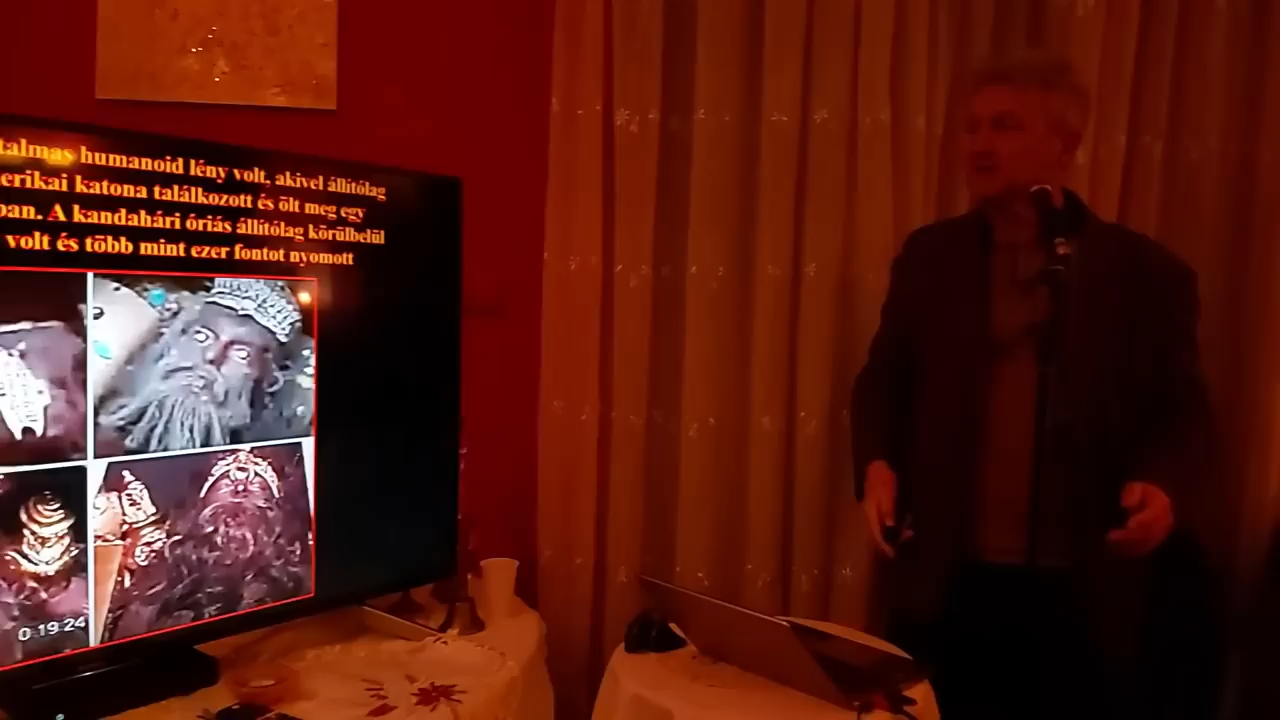 talmas humanoid lény volt, akivel állítólag
erikai katona találkozott és ölt meg egy
ban. A kandahári óriás állítólag körülbelül
volt és több mint ezer fontot nyomott
0:19:24